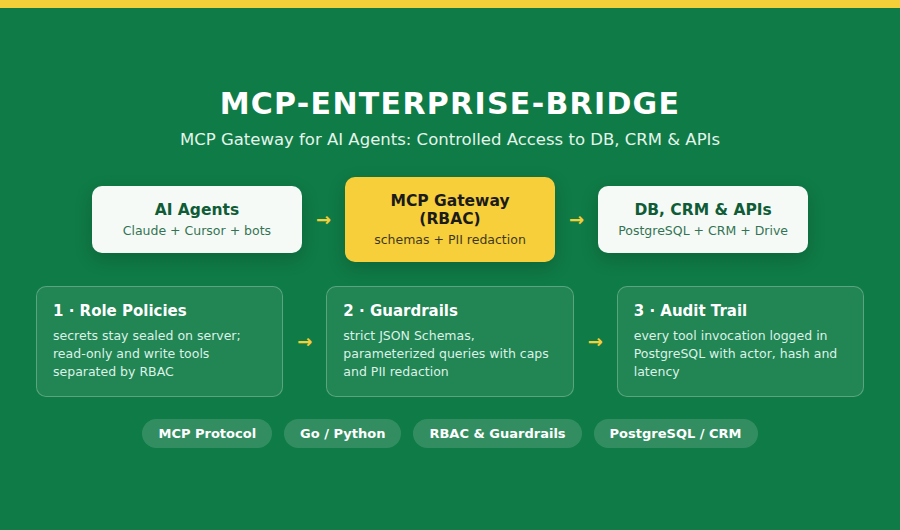 MCP-ENTERPRISE-BRIDGE
MCP Gateway for AI Agents: Controlled Access to DB, CRM & APIs
AI Agents
Claude + Cursor + bots
→
MCP Gateway
(RBAC)
schemas + PII redaction
→
DB, CRM & APIs
PostgreSQL + CRM + Drive
1 · Role Policies
secrets stay sealed on server;
read-only and write tools
separated by RBAC
→
2 · Guardrails
strict JSON Schemas,
parameterized queries with caps
and PII redaction
→
3 · Audit Trail
every tool invocation logged in
PostgreSQL with actor, hash and
latency
MCP Protocol
Go / Python
RBAC & Guardrails
PostgreSQL / CRM